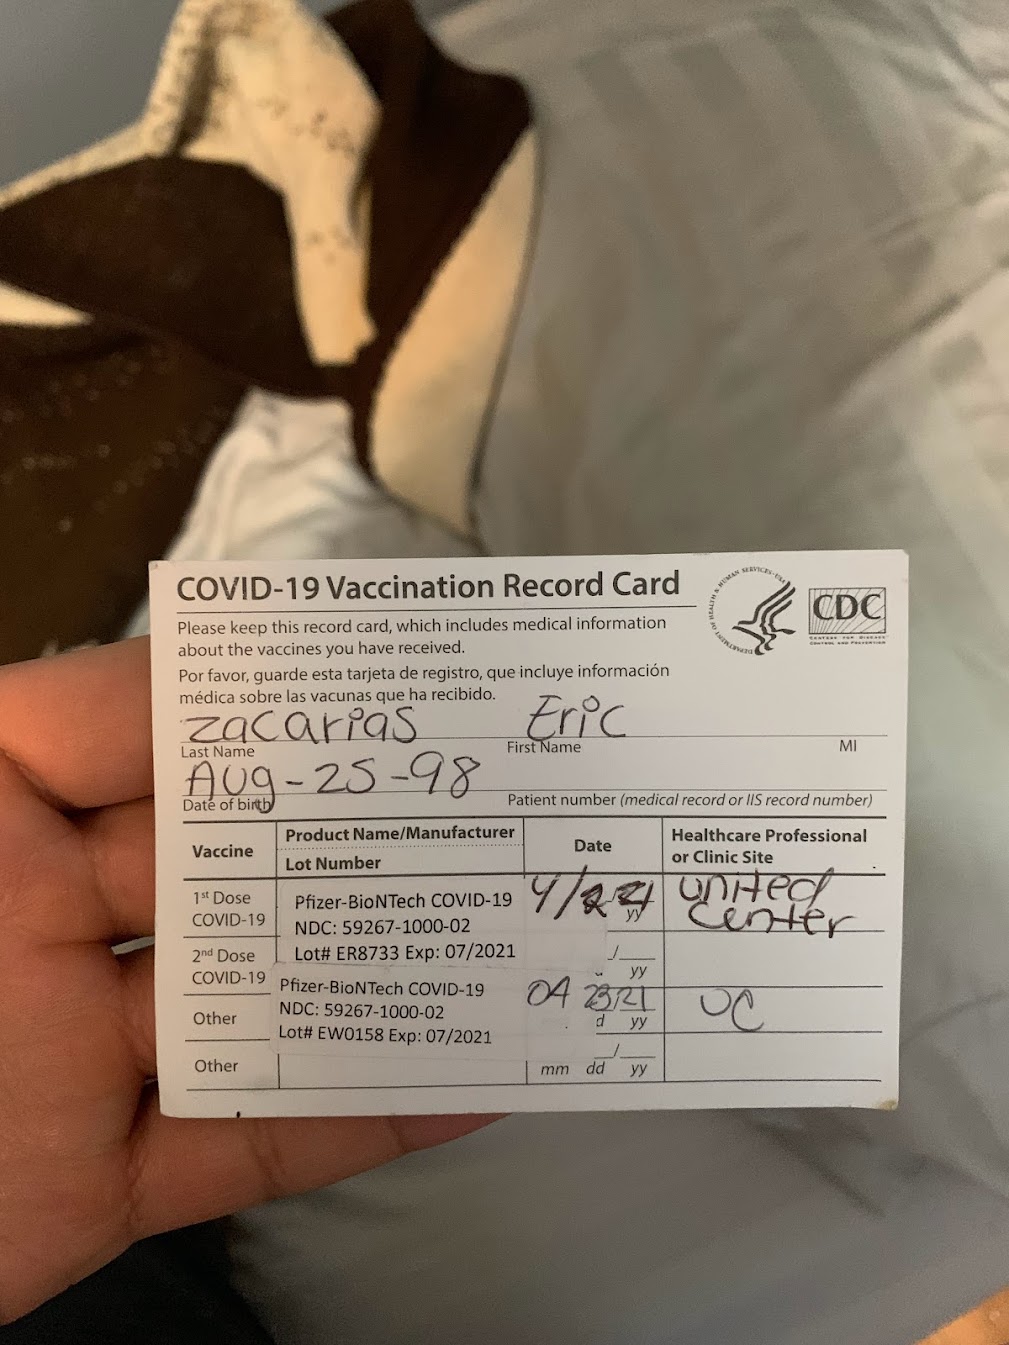 COVID-19 Vaccination Record Card
DEPARTMENT OF HEALTH & HUMAN SERVICES · USA
CDC
CENTERS FOR DISEASE
CONTROL AND PREVENTION
Please keep this record card, which includes medical information
about the vaccines you have received.
Por favor, guarde esta tarjeta de registro, que incluye información
médica sobre las vacunas que ha recibido.
Zacarias Eric
Last Name First Name MI
Aug-25-98
Date of birth Patient number (medical record or IIS record number)
Vaccine Product Name/Manufacturer Date Healthcare Professional
Lot Number or Clinic Site
1st Dose Pfizer-BioNTech COVID-19 united
COVID-19 NDC: 59267-1000-02 yy center
2nd Dose Lot# ER8733 Exp: 07/2021 /
COVID-19 yy
Pfizer-BioNTech COVID-19 04 23 21 UC
Other NDC: 59267-1000-02 d yy
Lot# EW0158 Exp: 07/2021
Other /
mm dd yy